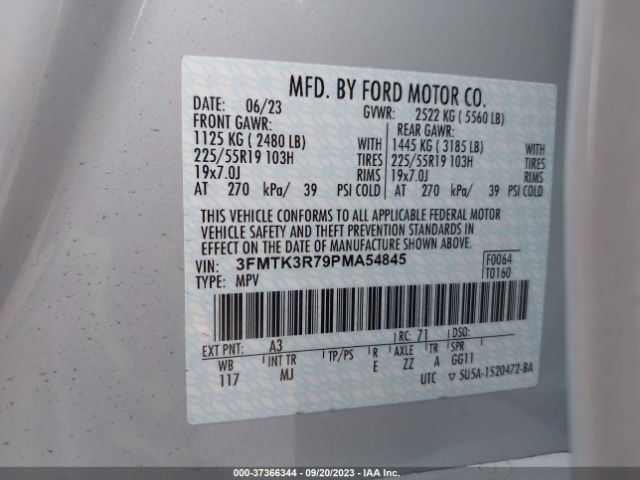 MFD. BY FORD MOTOR CO.
DATE: 06/23 GVWR: 2522 KG ( 5560 LB)
FRONT GAWR: REAR GAWR:
1125 KG ( 2480 LB) WITH 1445 KG ( 3185 LB) WITH
225/55R19 103H TIRES 225/55R19 103H TIRES
19x7.0J RIMS 19x7.0J RIMS
AT 270 kPa/ 39 PSI COLD AT 270 kPa/ 39 PSI COLD
THIS VEHICLE CONFORMS TO ALL APPLICABLE FEDERAL MOTOR
VEHICLE SAFETY AND THEFT PREVENTION STANDARDS IN
EFFECT ON THE DATE OF MANUFACTURE SHOWN ABOVE.
VIN: 3FMTK3R79PMA54845 F0064
TYPE: MPV T0160
EXT PNT: A3 RC: 71 DSO:
WB INT TR TP/PS R AXLE TR SPR
117 MJ E ZZ A GG11
UTC ▽ 5U5A-1520472-BA
000-37366344 | 09/20/2023 | IAAI.COM